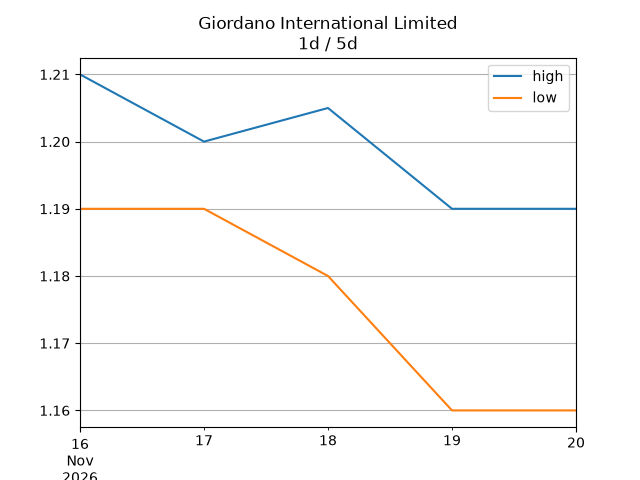 Giordano International Limited
1d / 5d
high
low
1.21
1.20
1.19
1.18
1.17
1.16
16
17
18
19
20
Nov
2026